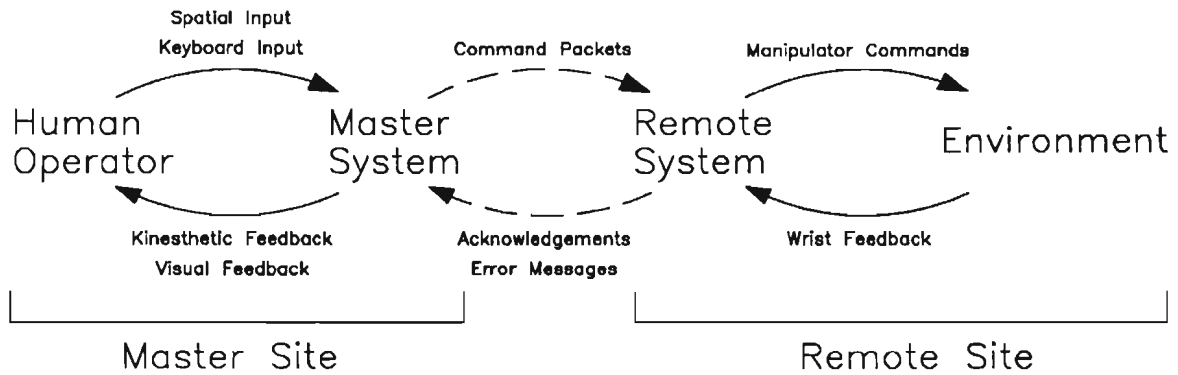 Spatial Input
Keyboard Input
Command Packets
Manipulator Commands
Human
Operator
Master
System
Remote
System
Environment
Kinesthetic Feedback
Visual Feedback
Acknowledgements
Error Messages
Wrist Feedback
Master Site
Remote Site